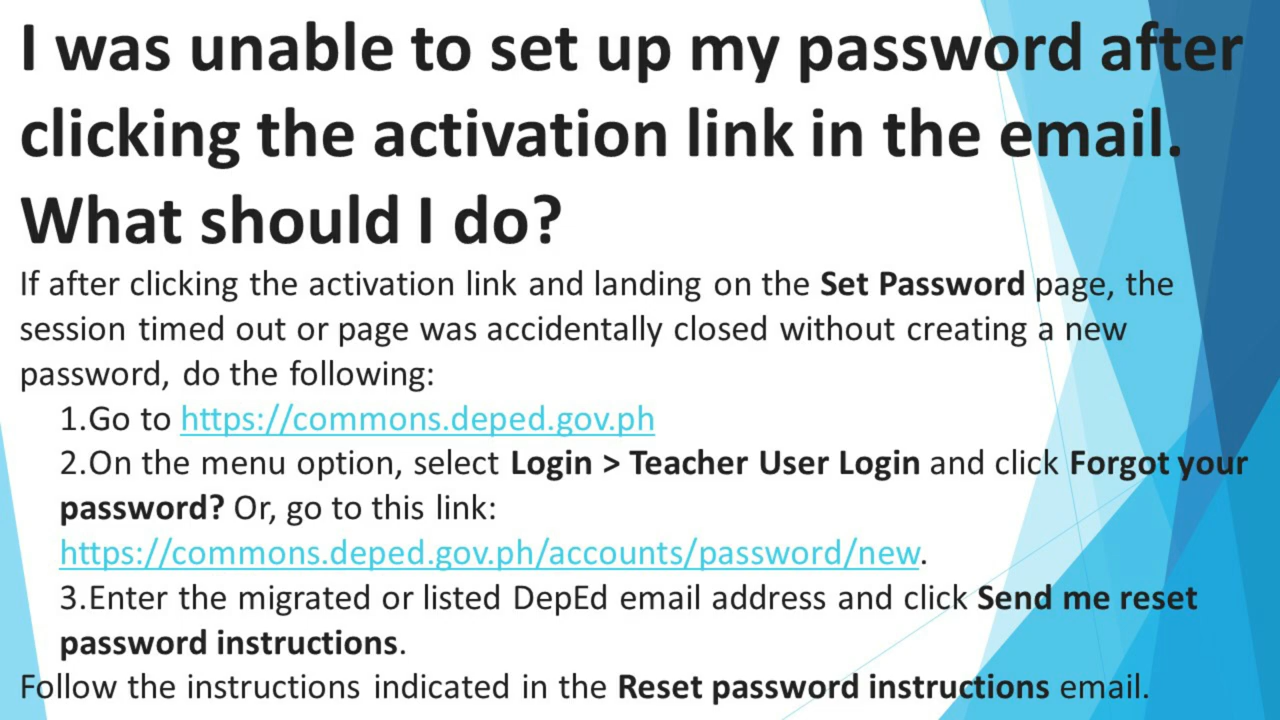 I was unable to set up my password after
clicking the activation link in the email.
What should I do?
If after clicking the activation link and landing on the Set Password page, the
session timed out or page was accidentally closed without creating a new
password, do the following:
1.Go to https://commons.deped.gov.ph
2.On the menu option, select Login > Teacher User Login and click Forgot your
password? Or, go to this link:
https://commons.deped.gov.ph/accounts/password/new.
3.Enter the migrated or listed DepEd email address and click Send me reset
password instructions.
Follow the instructions indicated in the Reset password instructions email.